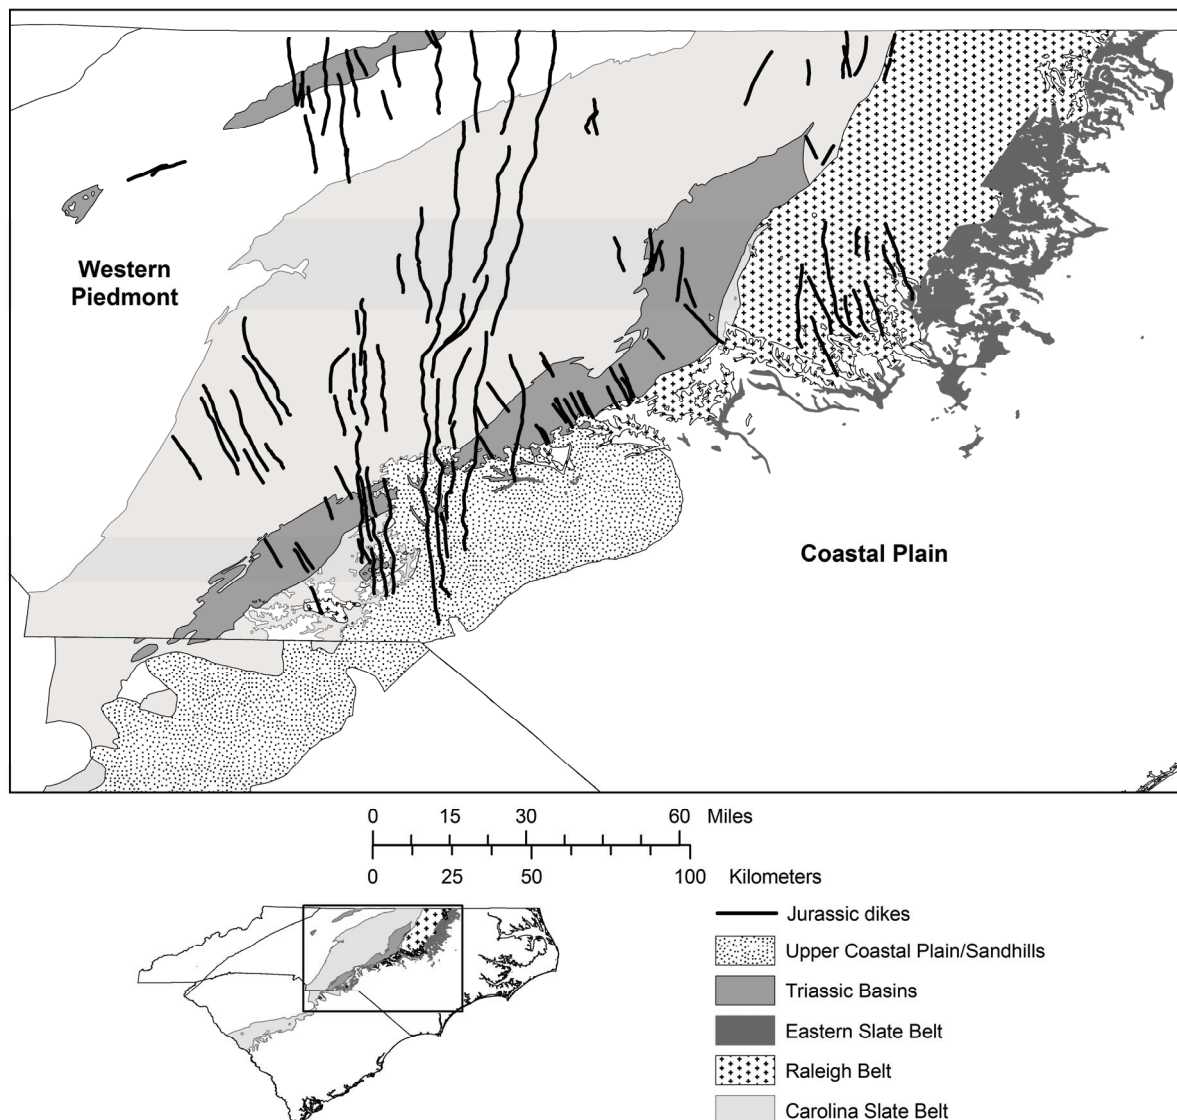 Western
Piedmont
Coastal Plain
0 15 30 60 Miles
0 25 50 100 Kilometers
Jurassic dikes
Upper Coastal Plain/Sandhills
Triassic Basins
Eastern Slate Belt
Raleigh Belt
Carolina Slate Belt